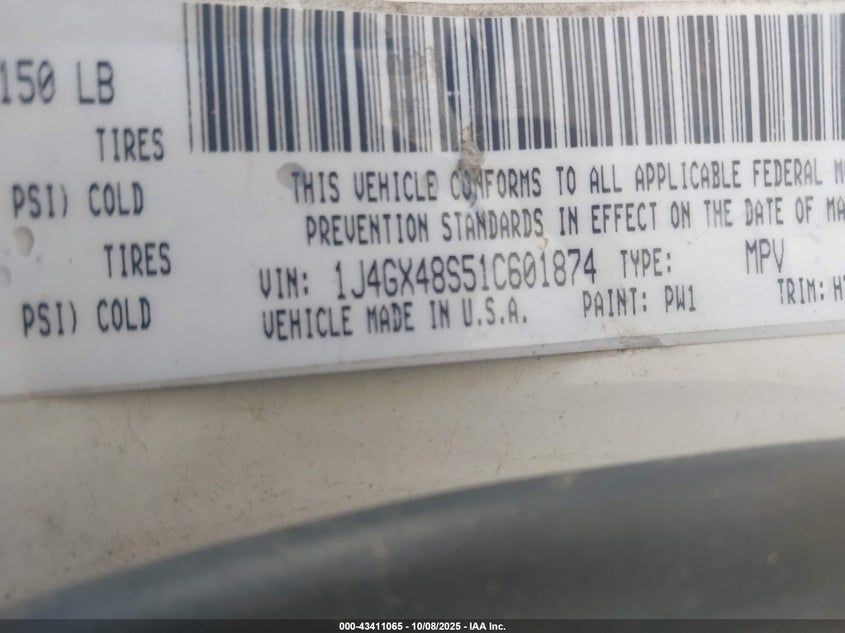 150 LB
TIRES
PSI) COLD
TIRES
PSI) COLD
THIS VEHICLE CONFORMS TO ALL APPLICABLE FEDERAL M
PREVENTION STANDARDS IN EFFECT ON THE DATE OF MA
VIN: 1J4GX48S51C601874 TYPE: MPV
VEHICLE MADE IN U.S.A. PAINT: PW1 TRIM: HT
000-43411065 - 10/08/2025 - IAA Inc.